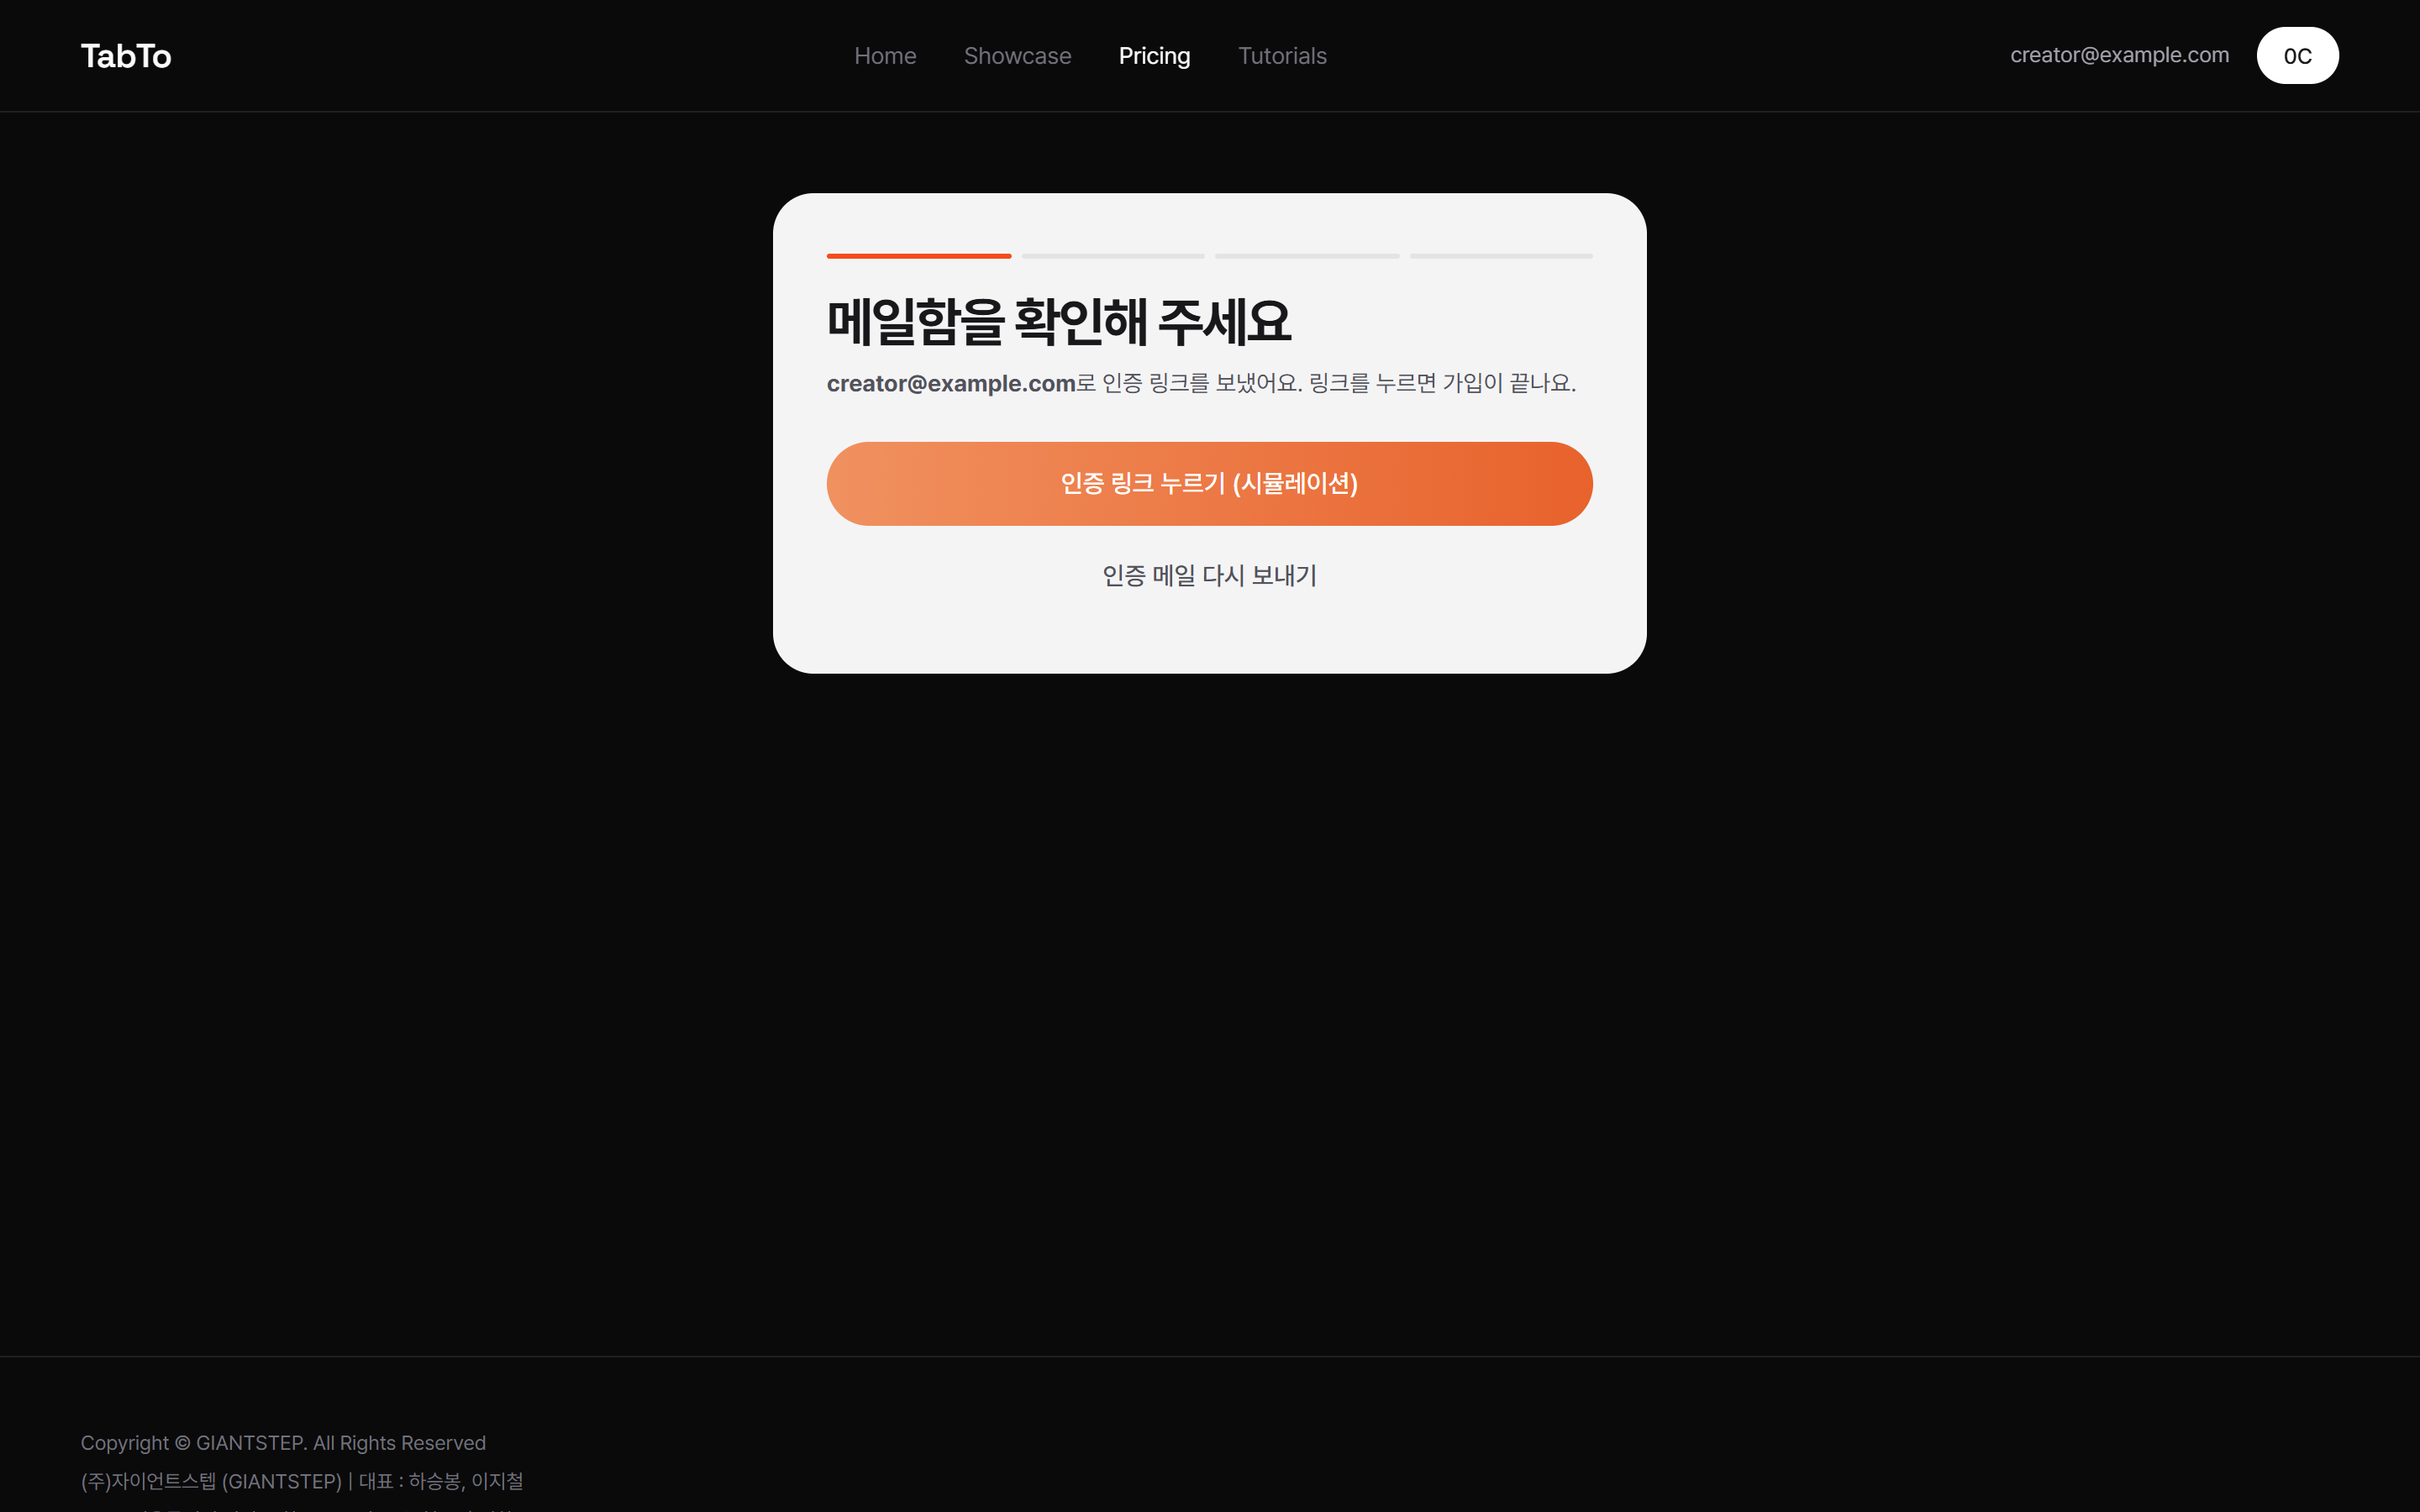 TabTo
Home
Showcase
Pricing
Tutorials
creator@example.com
0C
메일함을 확인해 주세요
creator@example.com로 인증 링크를 보냈어요. 링크를 누르면 가입이 끝나요.
인증 링크 누르기 (시뮬레이션)
인증 메일 다시 보내기
Copyright © GIANTSTEP. All Rights Reserved
(주)자이언트스텝 (GIANTSTEP) | 대표 : 하승봉, 이지철